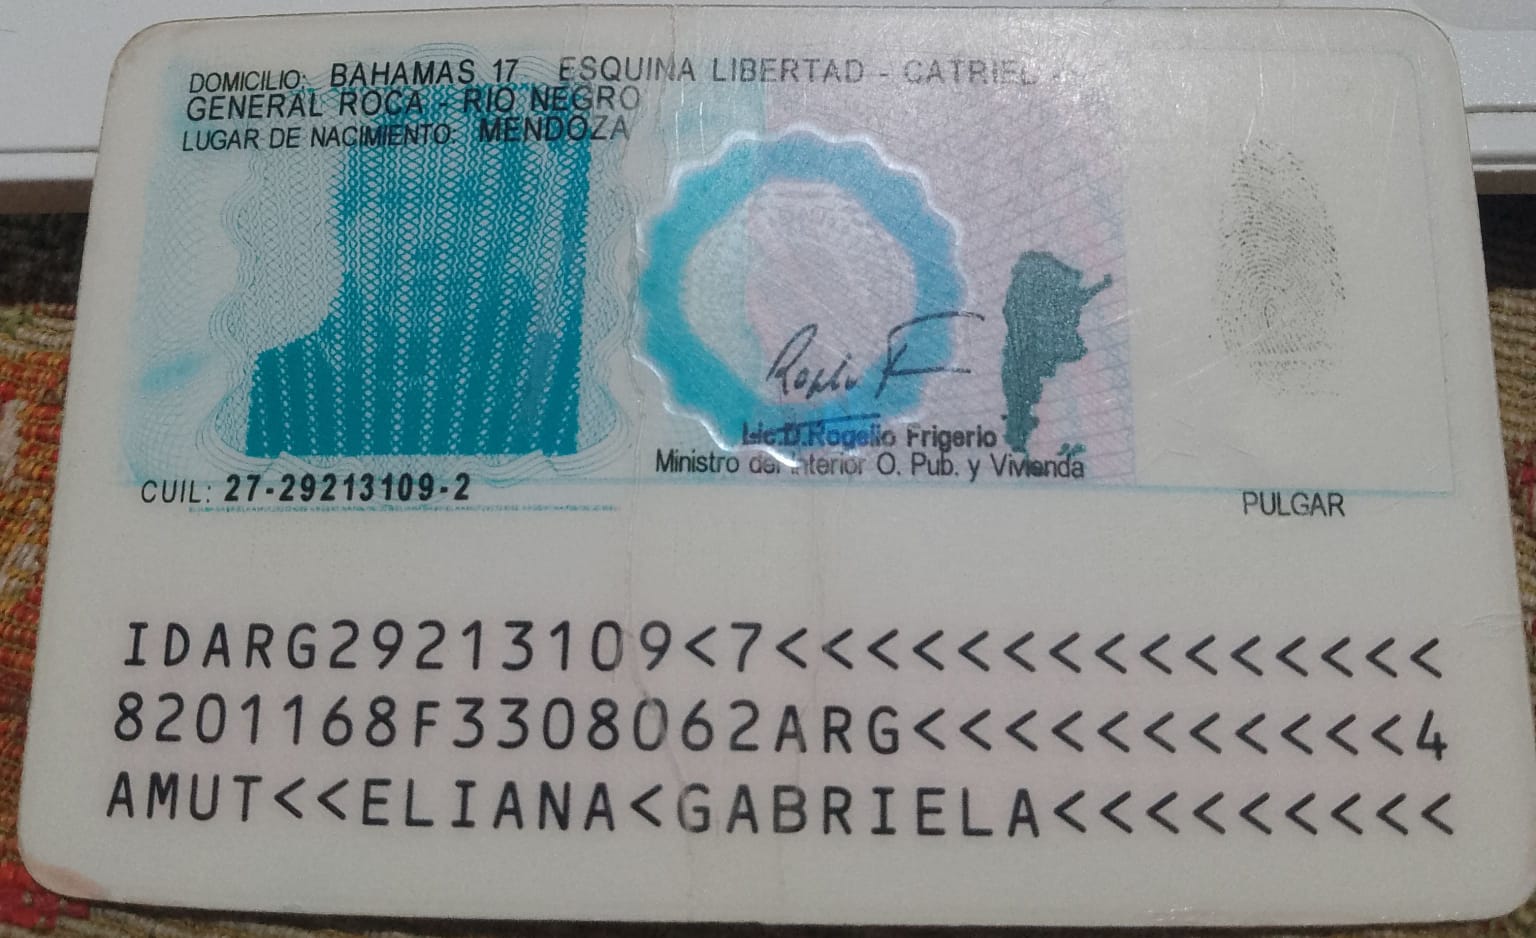 DOMICILIO: BAHAMAS 17 ESQUINA LIBERTAD - CATRIEL -
GENERAL ROCA - RIO NEGRO
LUGAR DE NACIMIENTO: MENDOZA
Lic.D.Rogelio Frigerio
Ministro del Interior O. Pub. y Vivienda
CUIL: 27-29213109-2
PULGAR
IDARG29213109<7<<<<<<<<<<<<<<<
8201168F3308062ARG<<<<<<<<<<<4
AMUT<<ELIANA<GABRIELA<<<<<<<<<